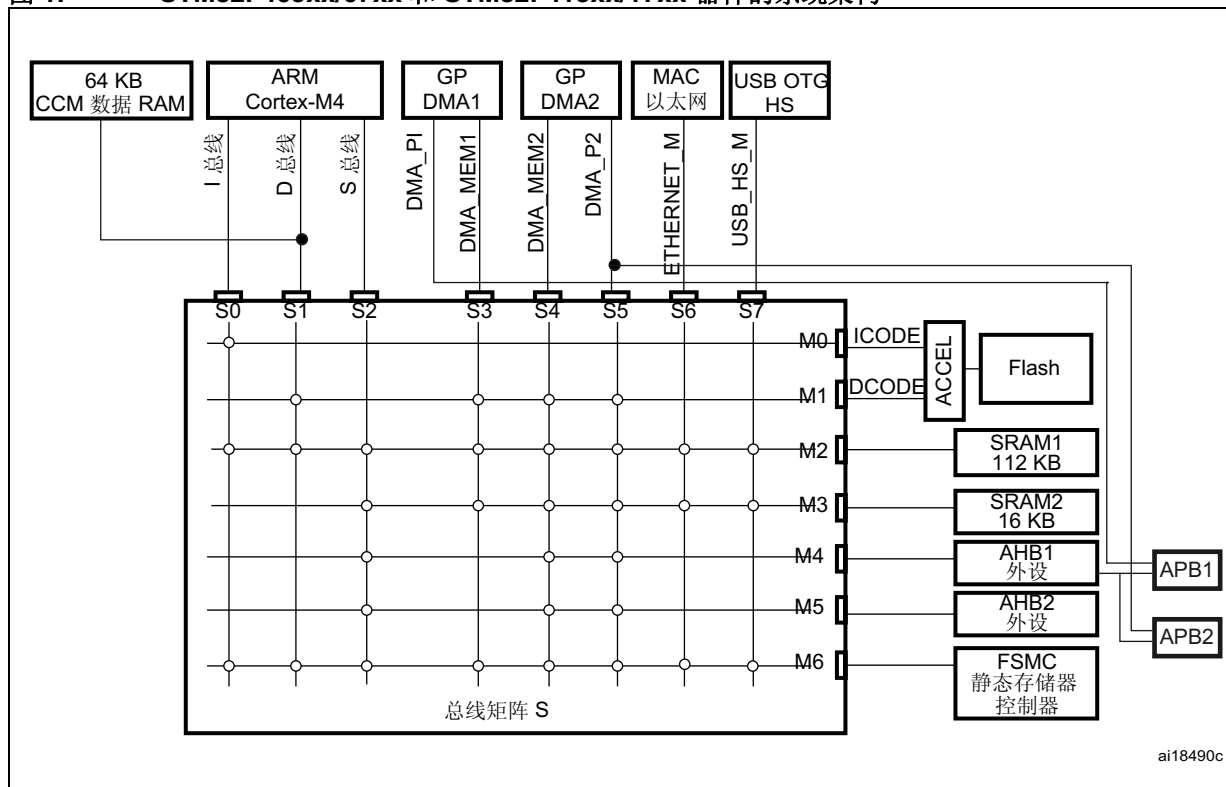 64 KB
CCM 数据 RAM
ARM
Cortex-M4
GP
DMA1
GP
DMA2
MAC
以太网
USB OTG
HS
I 总线
D 总线
S 总线
DMA_PI
DMA_MEM1
DMA_MEM2
DMA_P2
ETHERNET_M
USB_HS_M
S0
S1
S2
S3
S4
S5
S6
S7
M0
ICODE
ACCEL
Flash
M1
DCODE
M2
SRAM1
112 KB
M3
SRAM2
16 KB
M4
AHB1
外设
APB1
M5
AHB2
外设
APB2
M6
FSMC
静态存储器
控制器
总线矩阵 S
ai18490c